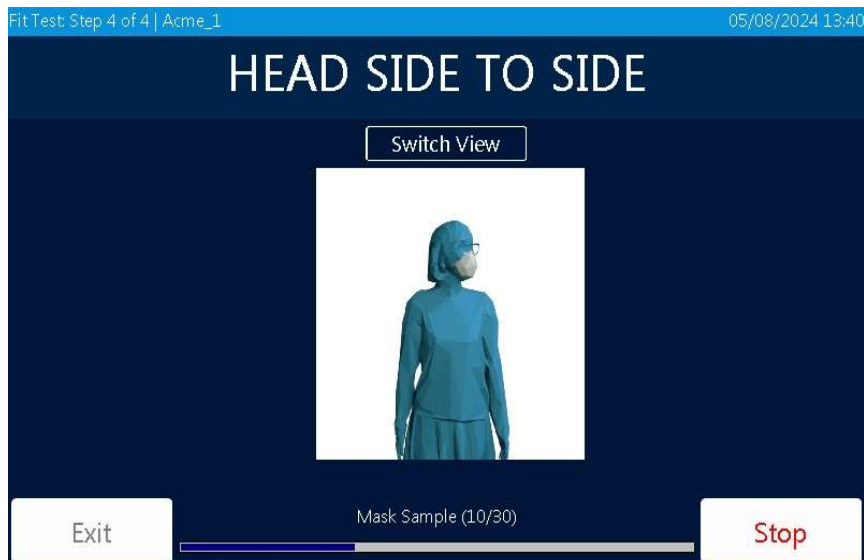 Fit Test: Step 4 of 4 | Acme_1
05/08/2024 13:40
HEAD SIDE TO SIDE
Switch View
Mask Sample (10/30)
Exit
Stop